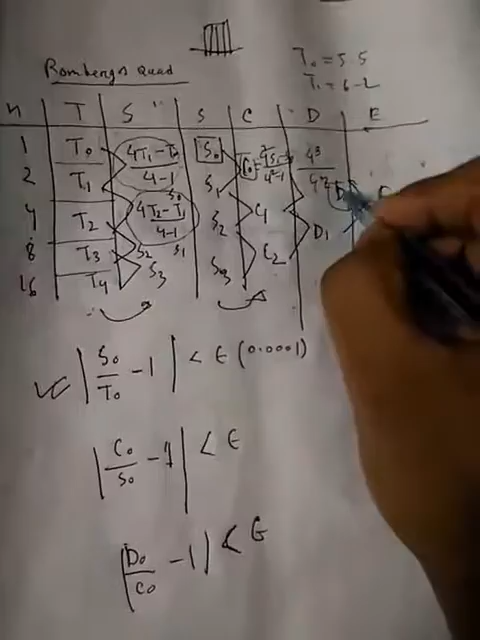 T₀ = 5.5
T₁ = 6.2
Romberg's quad
n | T | S | S | C | D | E
1 | T₀ | (4T₁ - T₀)/(4 - 1) S₀ | S₀ | C₀ = | 4³
2 | T₁ | S₁
4 | T₂ | (4T₂ - T₁)/(4 - 1) S₁ | S₂ | C₁ | D₁
8 | T₃ | S₂ | S₃ | C₂
16 | T₄ | S₃
|S₀/T₀ - 1| < ϵ (0.0001)
|C₀/S₀ - 1| < ϵ
|D₀/C₀ - 1| < ϵ